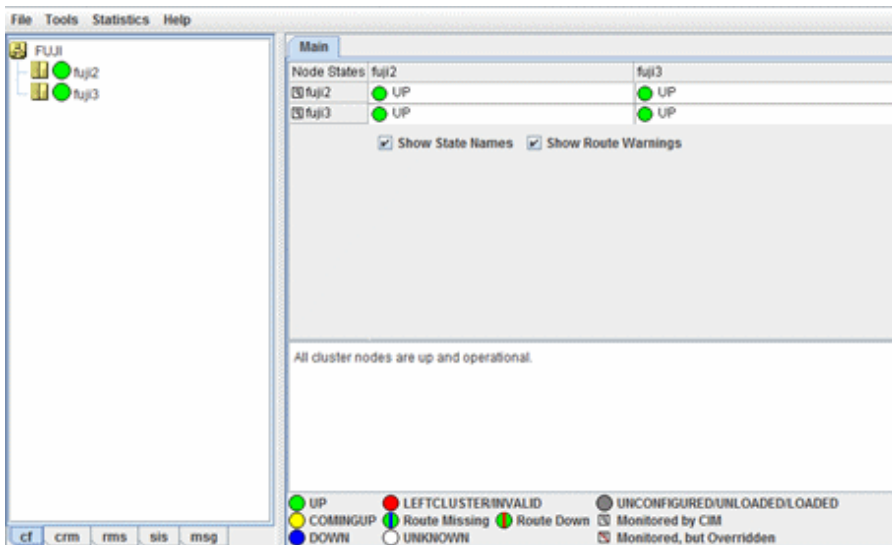 File Tools Statistics Help
FUJI
fuji2
fuji3
Main
Node States fuji2 fuji3
fuji2 UP UP
fuji3 UP UP
Show State Names Show Route Warnings
All cluster nodes are up and operational.
UP LEFTCLUSTER/INVALID UNCONFIGURED/UNLOADED/LOADED
COMINGUP Route Missing Route Down Monitored by CIM
DOWN UNKNOWN Monitored, but Overridden
cf crm rms sis msg